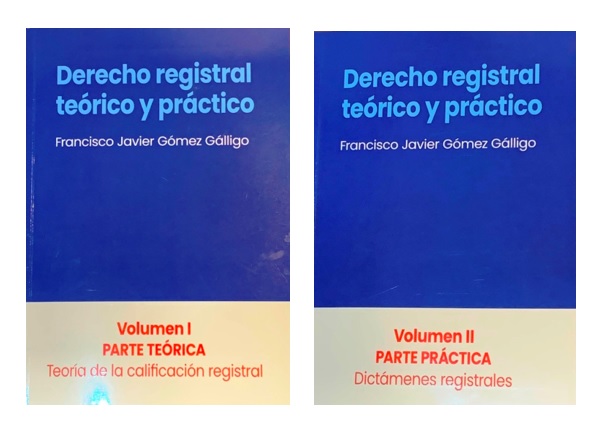 Derecho registral
teórico y práctico
Francisco Javier Gómez Gálligo
Volumen I
PARTE TEÓRICA
Teoría de la calificación registral
Derecho registral
teórico y práctico
Francisco Javier Gómez Gálligo
Volumen II
PARTE PRÁCTICA
Dictámenes registrales